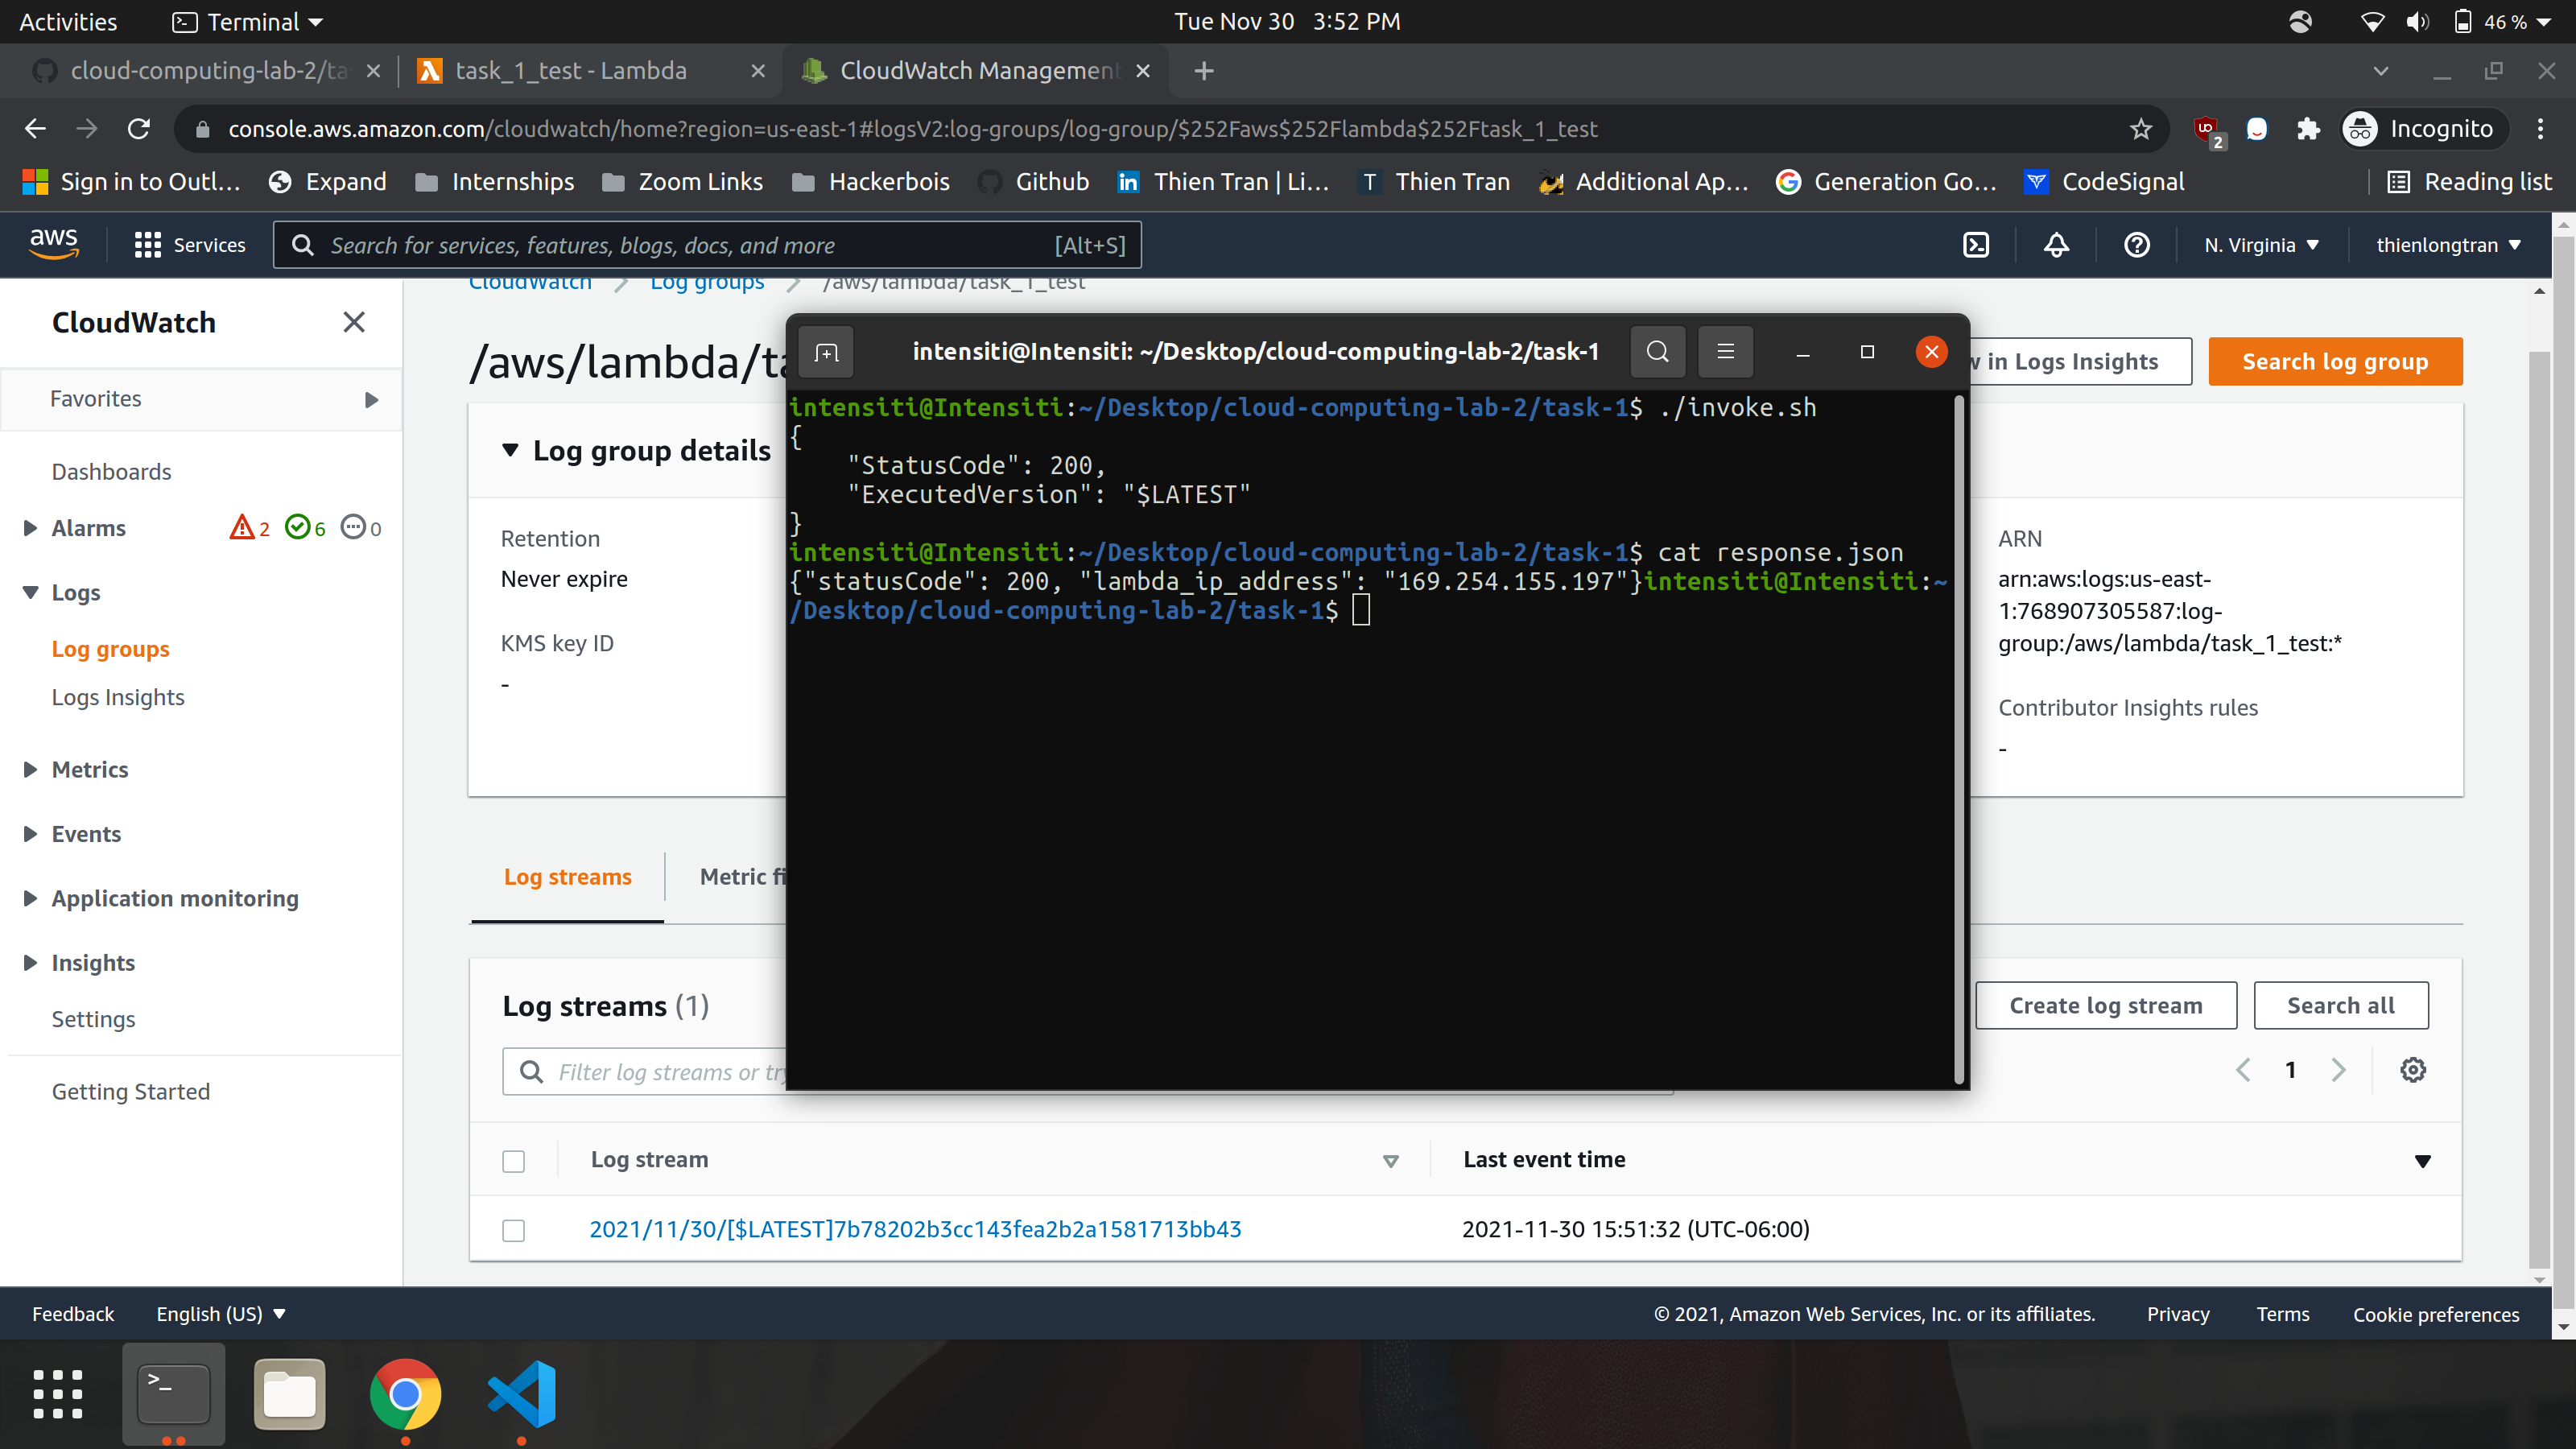 Activities
Terminal
Tue Nov 30 3:52 PM
46 %
cloud-computing-lab-2/ta
task_1_test - Lambda
CloudWatch Management
console.aws.amazon.com/cloudwatch/home?region=us-east-1#logsV2:log-groups/log-group/$252Faws$252Flambda$252Ftask_1_test
2
Incognito
Sign in to Outl…
Expand
Internships
Zoom Links
Hackerbois
Github
in
Thien Tran | Li…
T
Thien Tran
Additional Ap…
Generation Go…
CodeSignal
Reading list
aws
Services
Search for services, features, blogs, docs, and more
[Alt+S]
N. Virginia
thienlongtran
CloudWatch
Log groups
/aws/lambda/task_1_test
CloudWatch
Favorites
Dashboards
Alarms
2
6
0
Logs
Log groups
Logs Insights
Metrics
Events
Application monitoring
Insights
Settings
Getting Started
/aws/lambda/ta
w in Logs Insights
Search log group
Log group details
Retention
Never expire
KMS key ID
-
ARN
arn:aws:logs:us-east-
1:768907305587:log-
group:/aws/lambda/task_1_test:*
Contributor Insights rules
-
intensiti@Intensiti: ~/Desktop/cloud-computing-lab-2/task-1
intensiti@Intensiti:~/Desktop/cloud-computing-lab-2/task-1$ ./invoke.sh
{
"StatusCode": 200,
"ExecutedVersion": "$LATEST"
}
intensiti@Intensiti:~/Desktop/cloud-computing-lab-2/task-1$ cat response.json
{"statusCode": 200, "lambda_ip_address": "169.254.155.197"}intensiti@Intensiti:~
/Desktop/cloud-computing-lab-2/task-1$
Log streams
Metric fi
Log streams (1)
Create log stream
Search all
Filter log streams or try
1
Log stream
Last event time
2021/11/30/[$LATEST]7b78202b3cc143fea2b2a1581713bb43
2021-11-30 15:51:32 (UTC-06:00)
Feedback
English (US)
© 2021, Amazon Web Services, Inc. or its affiliates.
Privacy
Terms
Cookie preferences